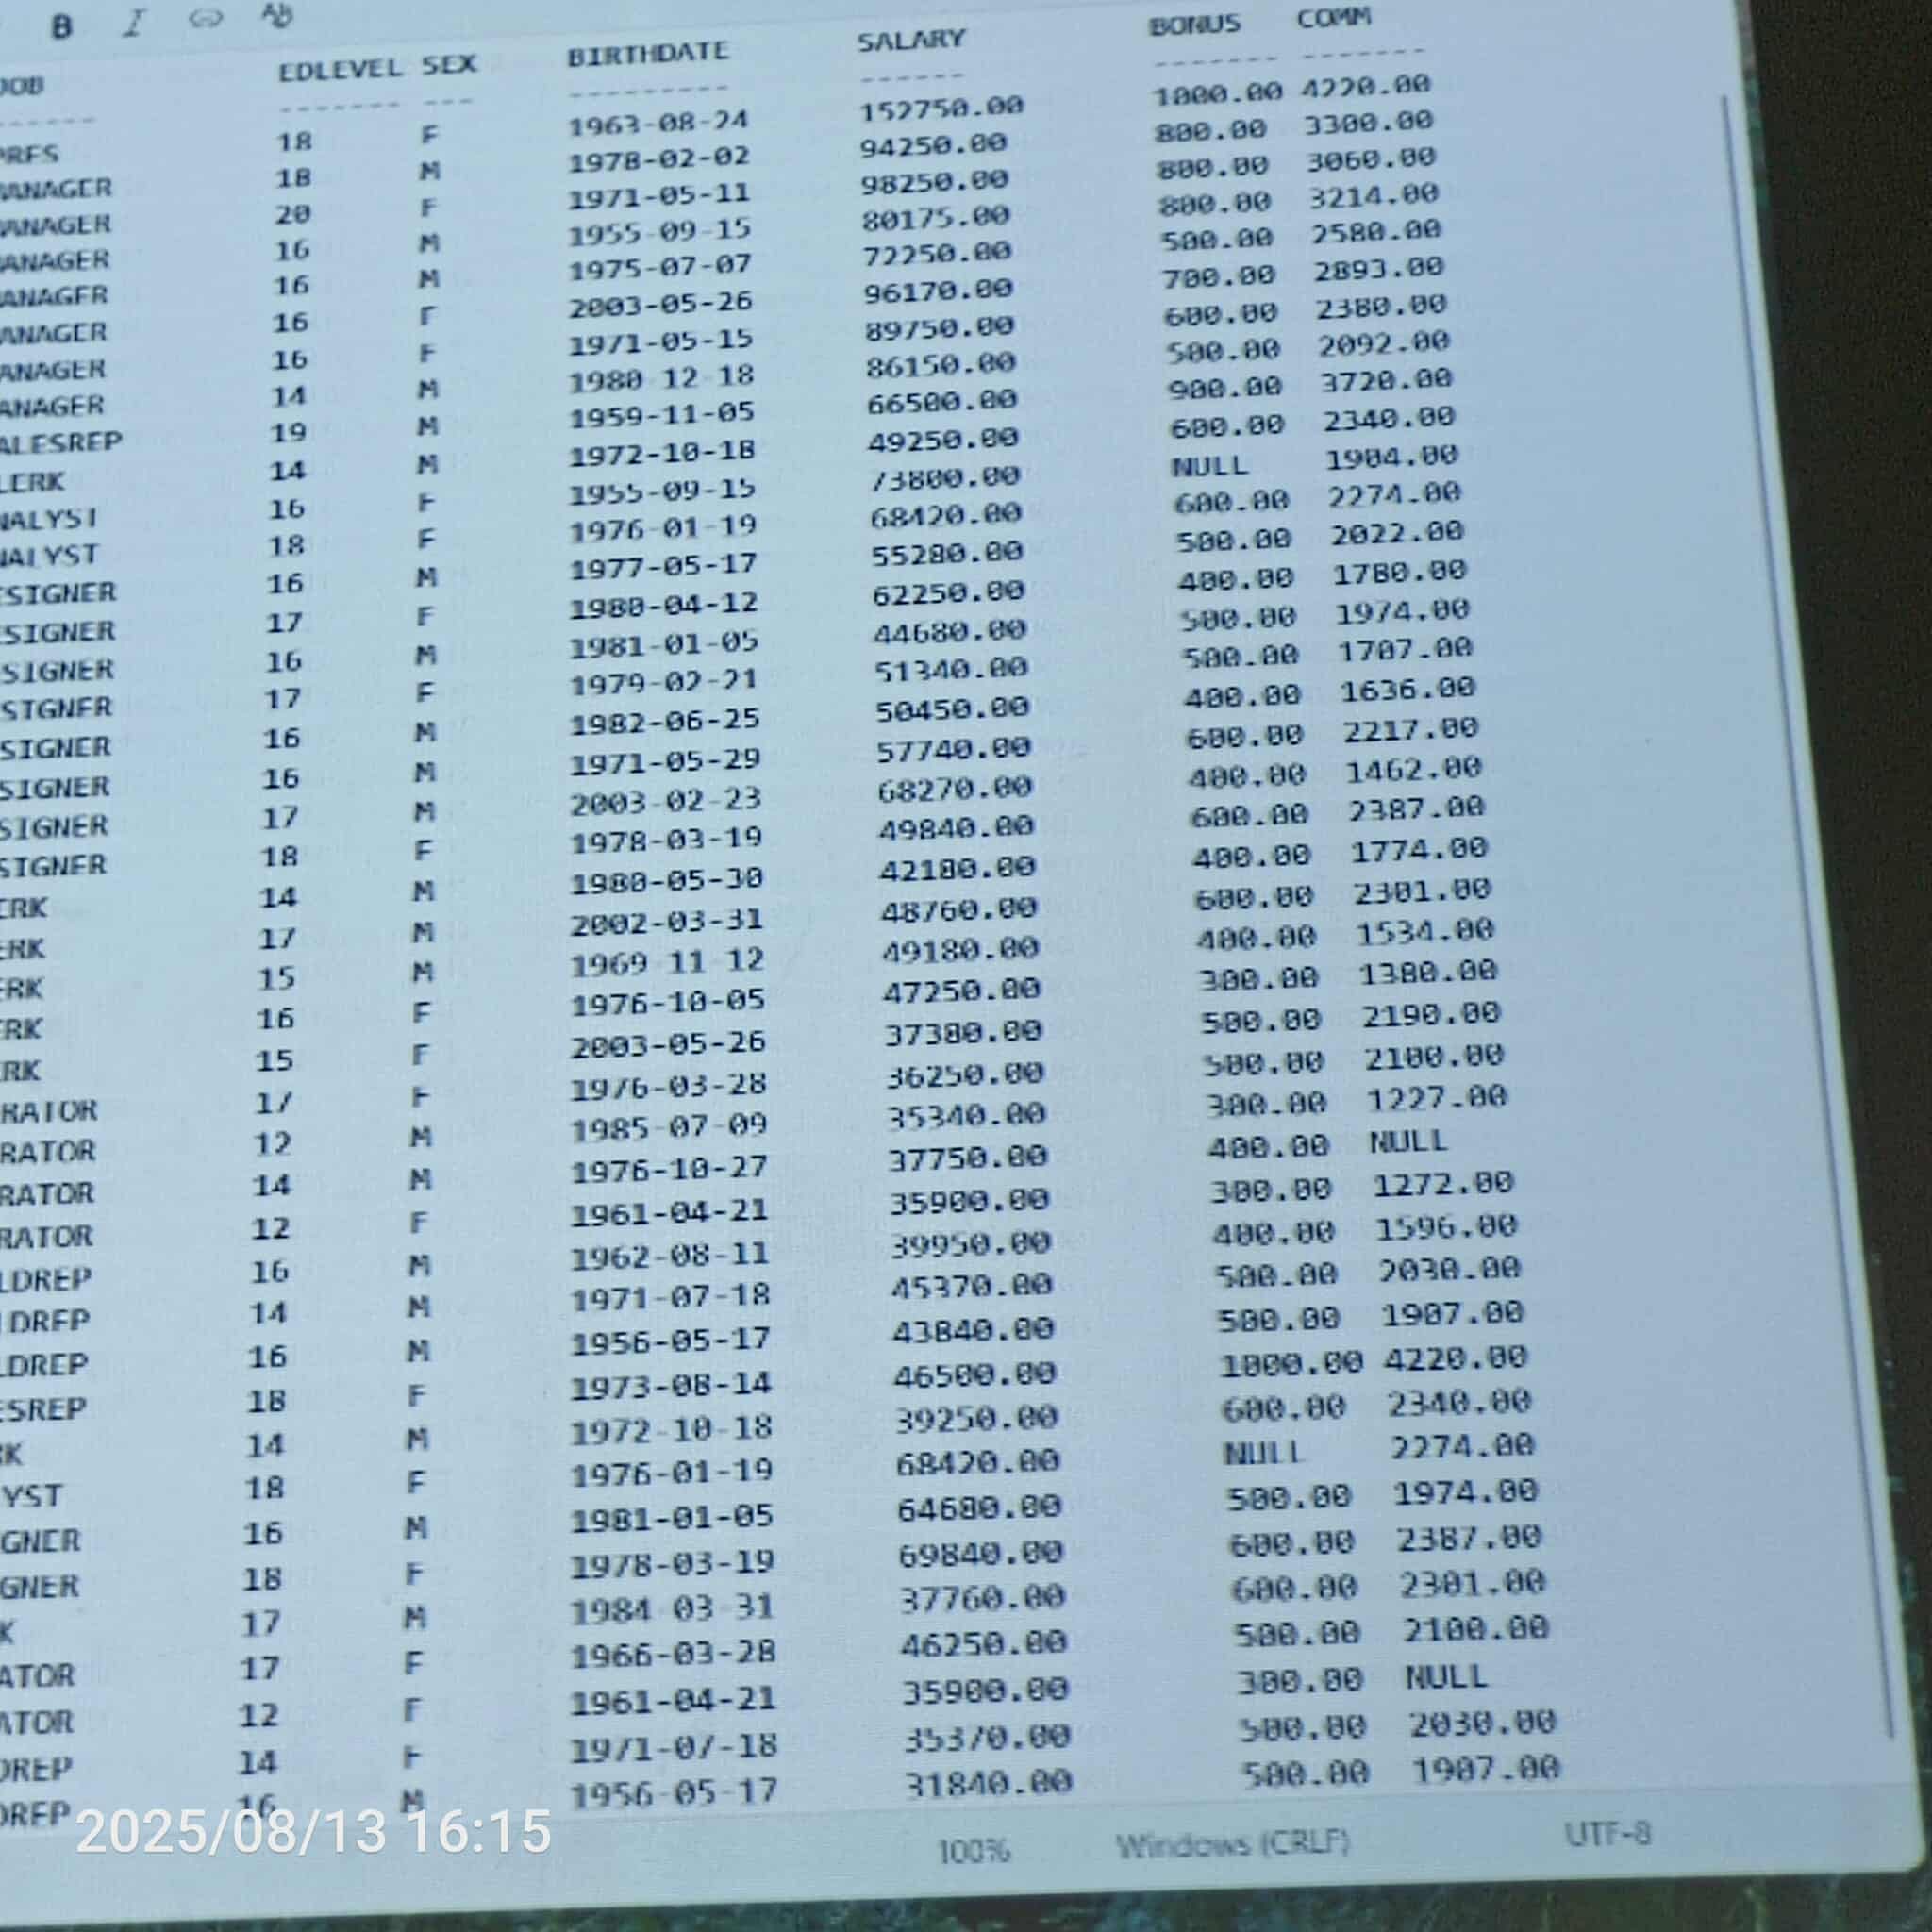 B I Ab
JOB EDLEVEL SEX BIRTHDATE SALARY BONUS COMM
------ ------- --- --------- ------ ------- -------
PRES 18 F 1963-08-24 152750.00 1000.00 4220.00
MANAGER 18 M 1978-02-02 94250.00 800.00 3300.00
MANAGER 20 F 1971-05-11 98250.00 800.00 3060.00
ANAGER 16 M 1955-09-15 80175.00 800.00 3214.00
ANAGER 16 M 1975-07-07 72250.00 500.00 2580.00
ANAGER 16 F 2003-05-26 96170.00 700.00 2893.00
ANAGER 16 F 1971-05-15 89750.00 600.00 2380.00
ANAGER 14 M 1980-12-18 86150.00 500.00 2092.00
ALESREP 19 M 1959-11-05 66500.00 900.00 3720.00
LERK 14 M 1972-10-18 49250.00 600.00 2340.00
NALYST 16 F 1955-09-15 73800.00 NULL 1904.00
NALYST 18 F 1976-01-19 68420.00 600.00 2274.00
ESIGNER 16 M 1977-05-17 55280.00 500.00 2022.00
ESIGNER 17 F 1980-04-12 62250.00 400.00 1780.00
SIGNER 16 M 1981-01-05 44680.00 500.00 1974.00
SIGNER 17 F 1979-02-21 51340.00 500.00 1707.00
SIGNER 16 M 1982-06-25 50450.00 400.00 1636.00
SIGNER 16 M 1971-05-29 57740.00 600.00 2217.00
SIGNER 17 M 2003-02-23 68270.00 400.00 1462.00
SIGNER 18 F 1978-03-19 49840.00 600.00 2387.00
ERK 14 M 1980-05-30 42180.00 400.00 1774.00
ERK 17 M 2002-03-31 48760.00 600.00 2301.00
ERK 15 M 1969-11-12 49180.00 400.00 1534.00
ERK 16 F 1976-10-05 47250.00 300.00 1380.00
RK 15 F 2003-05-26 37380.00 500.00 2190.00
RATOR 17 F 1976-03-28 36250.00 500.00 2100.00
RATOR 12 M 1985-07-09 35340.00 300.00 1227.00
RATOR 14 M 1976-10-27 37750.00 400.00 NULL
RATOR 12 F 1961-04-21 35900.00 300.00 1272.00
LDREP 16 M 1962-08-11 39950.00 400.00 1596.00
LDREP 14 M 1971-07-18 45370.00 500.00 2030.00
LDREP 16 M 1956-05-17 43840.00 500.00 1907.00
ESREP 18 F 1973-08-14 46500.00 1000.00 4220.00
RK 14 M 1972-10-18 39250.00 600.00 2340.00
YST 18 F 1976-01-19 68420.00 NULL 2274.00
GNER 16 M 1981-01-05 64680.00 500.00 1974.00
GNER 18 F 1978-03-19 69840.00 600.00 2387.00
K 17 M 1984-03-31 37760.00 600.00 2301.00
ATOR 17 F 1966-03-28 46250.00 500.00 2100.00
ATOR 12 F 1961-04-21 35900.00 300.00 NULL
DREP 14 F 1971-07-18 35370.00 500.00 2030.00
DREP 16 M 1956-05-17 31840.00 500.00 1907.00
2025/08/13 16:15
100% Windows (CRLF) UTF-8